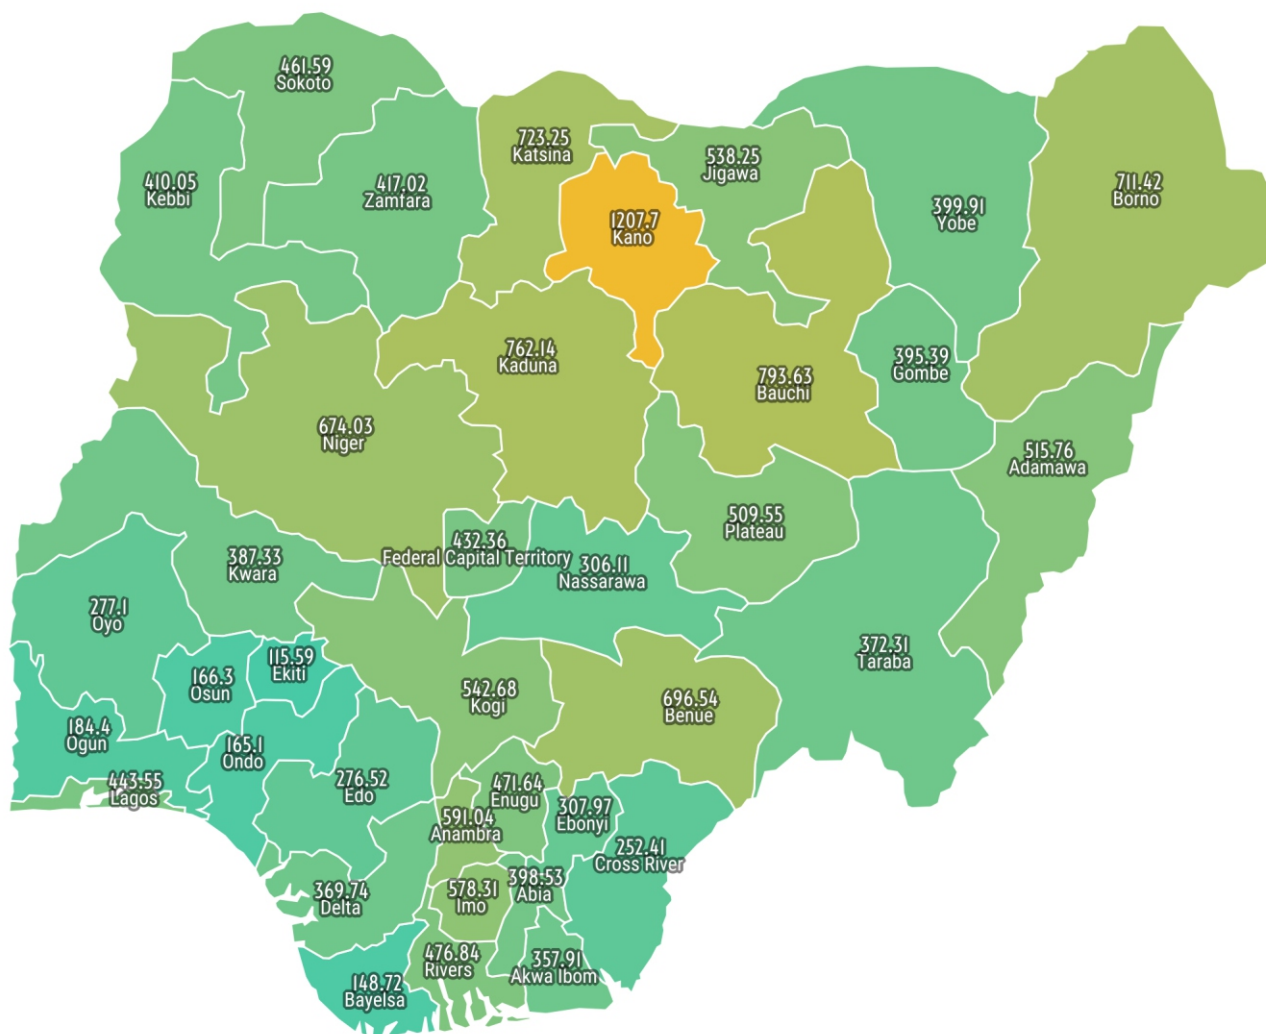 461.59
Sokoto
723.25
Katsina
538.25
Jigawa
410.05
Kebbi
417.02
Zamfara
711.42
Borno
399.91
Yobe
1207.7
Kano
762.14
Kaduna
395.39
Gombe
793.63
Bauchi
674.03
Niger
515.76
Adamawa
509.55
Plateau
432.36
Federal Capital Territory
387.33
Kwara
306.11
Nassarawa
277.1
Oyo
372.31
Taraba
115.59
Ekiti
166.3
Osun
542.68
Kogi
696.54
Benue
184.4
Ogun
165.1
Ondo
443.55
Lagos
276.52
Edo
471.64
Enugu
307.97
Ebonyi
591.04
Anambra
252.41
Cross River
398.53
Abia
369.74
Delta
578.31
Imo
476.84
Rivers
357.91
Akwa Ibom
148.72
Bayelsa